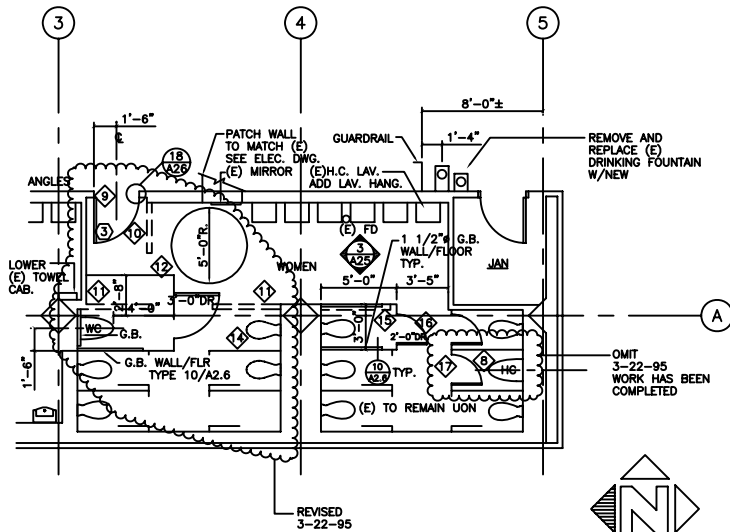 3
4
5
8'-0"±
1'-6"
℄
1'-4"
18
A26
PATCH WALL
TO MATCH (E)
SEE ELEC. DWG.
(E) MIRROR
GUARDRAIL
REMOVE AND
REPLACE (E)
DRINKING FOUNTAIN
W/NEW
(E)H.C. LAV.
ADD LAV. HANG.
ANGLES
9
3
10
(E) FD
3
A25
1 1/2"ø G.B.
WALL/FLOOR
TYP.
5'-0"R.
LOWER
(E) TOWEL
CAB.
12
WOMEN
JAN
11
11
5'-0"
3'-5"
2'-8"
4'-0"
3'-0"DR.
3'-0"
15
16
A
WC
G.B.
14
2'-0"DR.
1'-6"
G.B. WALL/FLR
TYPE 10/A2.6
10
A2.6
TYP.
17
8
HC
OMIT
3-22-95
WORK HAS BEEN
COMPLETED
(E) TO REMAIN UON
REVISED
3-22-95
N